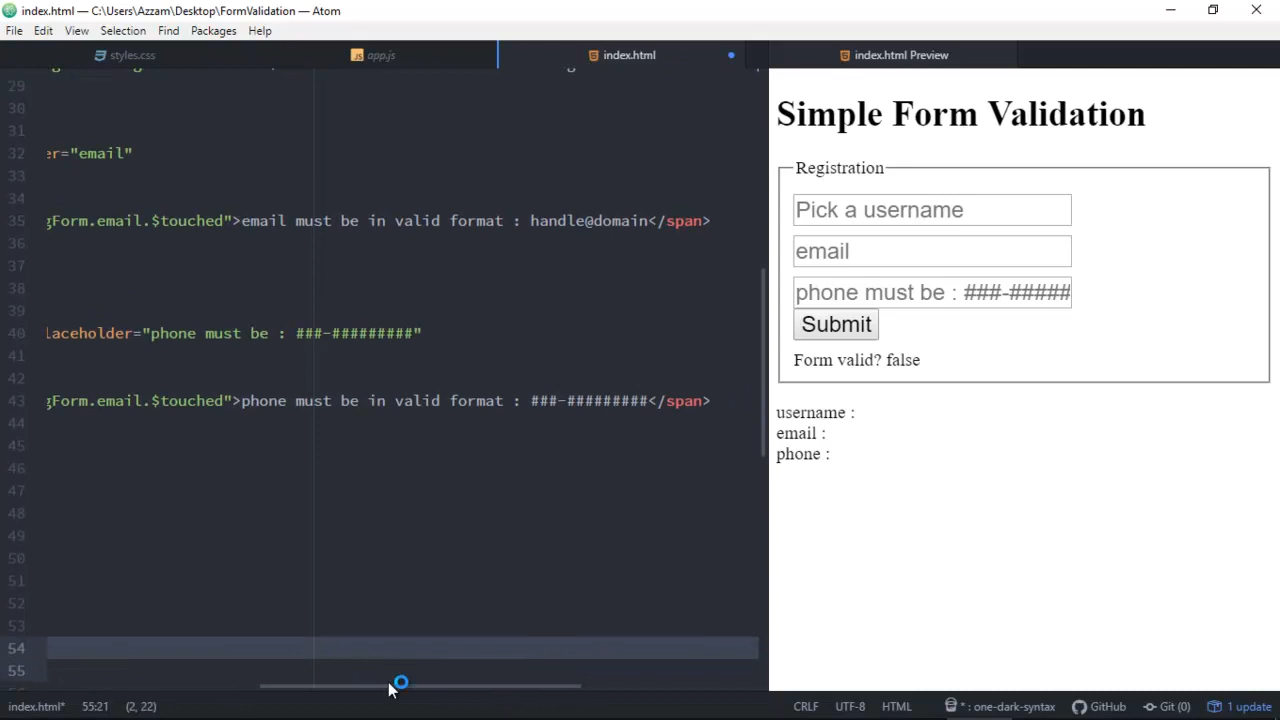 index.html — C:\Users\Azzam\Desktop\FormValidation — Atom
File Edit View Selection Find Packages Help
styles.css app.js index.html index.html Preview
29
30
31
32 er="email"
33
34
35 gForm.email.$touched">email must be in valid format : handle@domain</span>
36
37
38
39
40 laceholder="phone must be : ###-#########"
41
42
43 gForm.email.$touched">phone must be in valid format : ###-#########</span>
44
45
46
47
48
49
50
51
52
53
54
55
Simple Form Validation
Registration
Pick a username
email
phone must be : ###-#####
Submit
Form valid? false
username :
email :
phone :
index.html* 55:21 (2, 22) CRLF UTF-8 HTML * : one-dark-syntax GitHub Git (0) 1 update